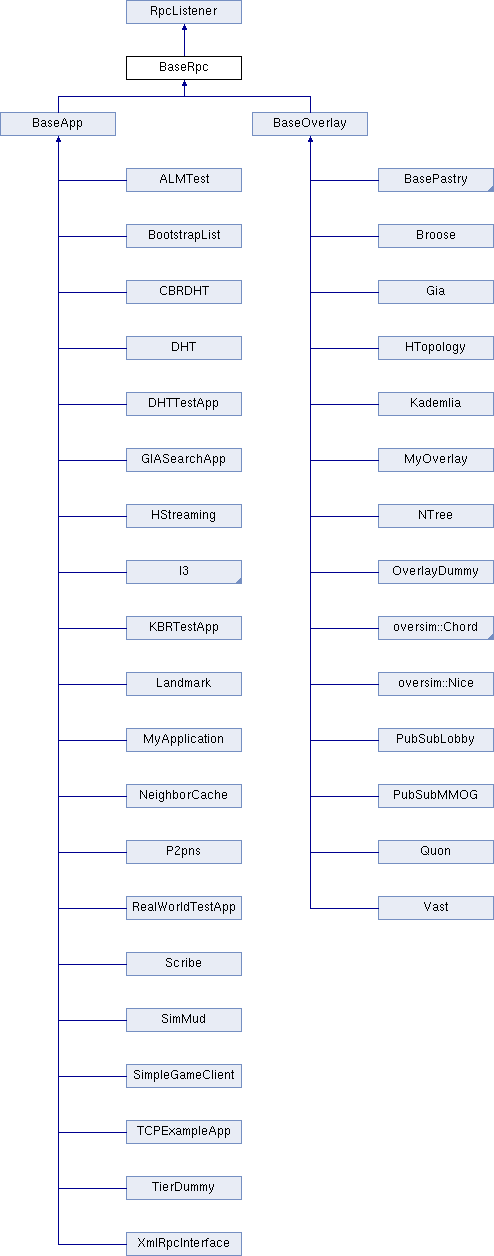 RpcListener
BaseRpc
BaseApp
BaseOverlay
ALMTest
BasePastry
BootstrapList
Broose
CBRDHT
Gia
DHT
HTopology
DHTTestApp
Kademlia
GIASearchApp
MyOverlay
HStreaming
NTree
I3
OverlayDummy
KBRTestApp
oversim::Chord
Landmark
oversim::Nice
MyApplication
PubSubLobby
NeighborCache
PubSubMMOG
P2pns
Quon
RealWorldTestApp
Vast
Scribe
SimMud
SimpleGameClient
TCPExampleApp
TierDummy
XmlRpcInterface